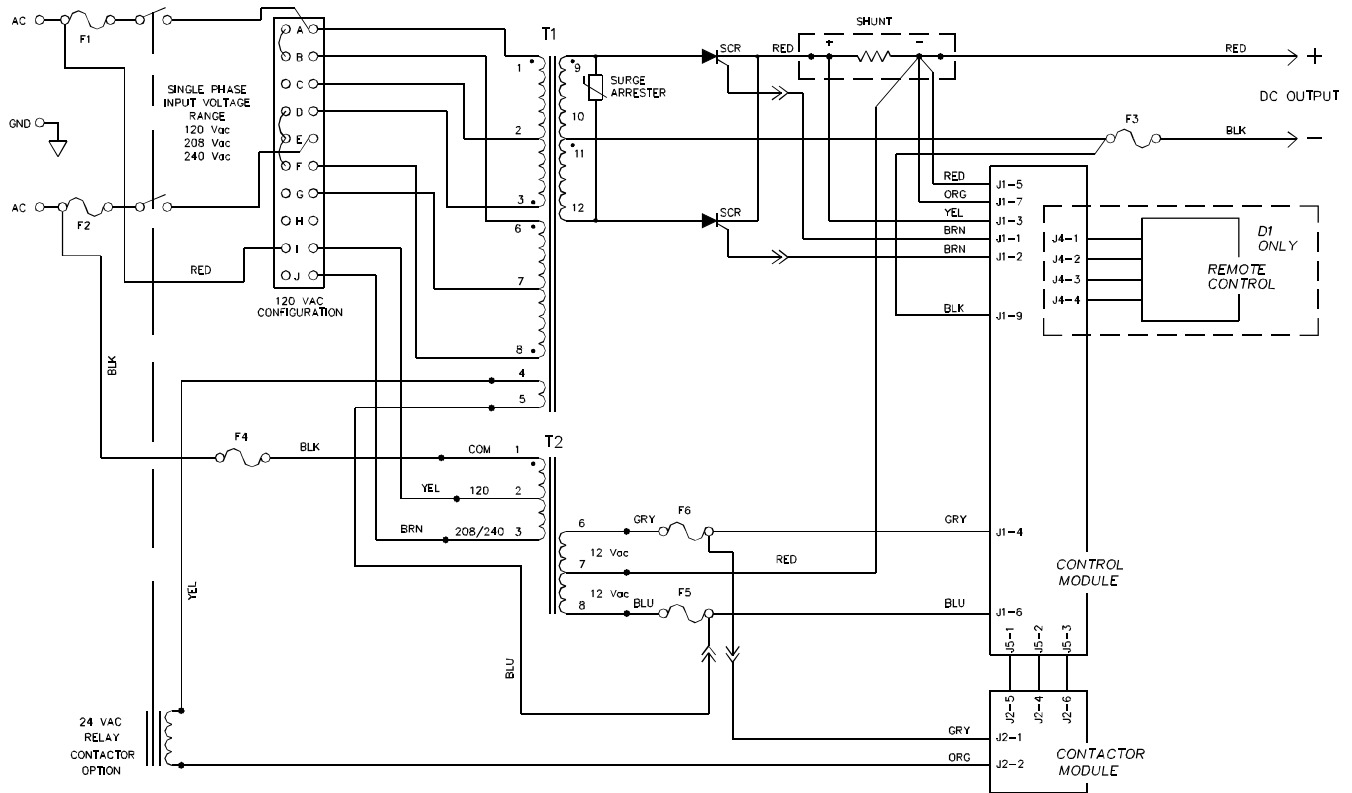 AC
F1
SINGLE PHASE
INPUT VOLTAGE
RANGE
120 Vac
208 Vac
240 Vac
GND
AC
F2
RED
A
B
C
D
E
F
G
H
I
J
120 VAC
CONFIGURATION
T1
1
2
3
6
7
8
4
5
9
10
11
12
SURGE
ARRESTER
SCR
SCR
RED
SHUNT
+
-
RED
+
DC OUTPUT
F3
BLK
-
RED
J1-5
ORG
J1-7
YEL
J1-3
BRN
J1-1
BRN
J1-2
BLK
J1-9
J4-1
J4-2
J4-3
J4-4
D1
ONLY
REMOTE
CONTROL
BLK
F4
BLK
COM
1
T2
YEL
120
2
BRN
208/240
3
6
GRY
F6
GRY
J1-4
12 Vac
7
RED
12 Vac
8
BLU
F5
BLU
J1-6
CONTROL
MODULE
YEL
BLU
J5-1
J5-2
J5-3
J2-5
J2-4
J2-6
24 VAC
RELAY
CONTACTOR
OPTION
GRY
J2-1
ORG
J2-2
CONTACTOR
MODULE